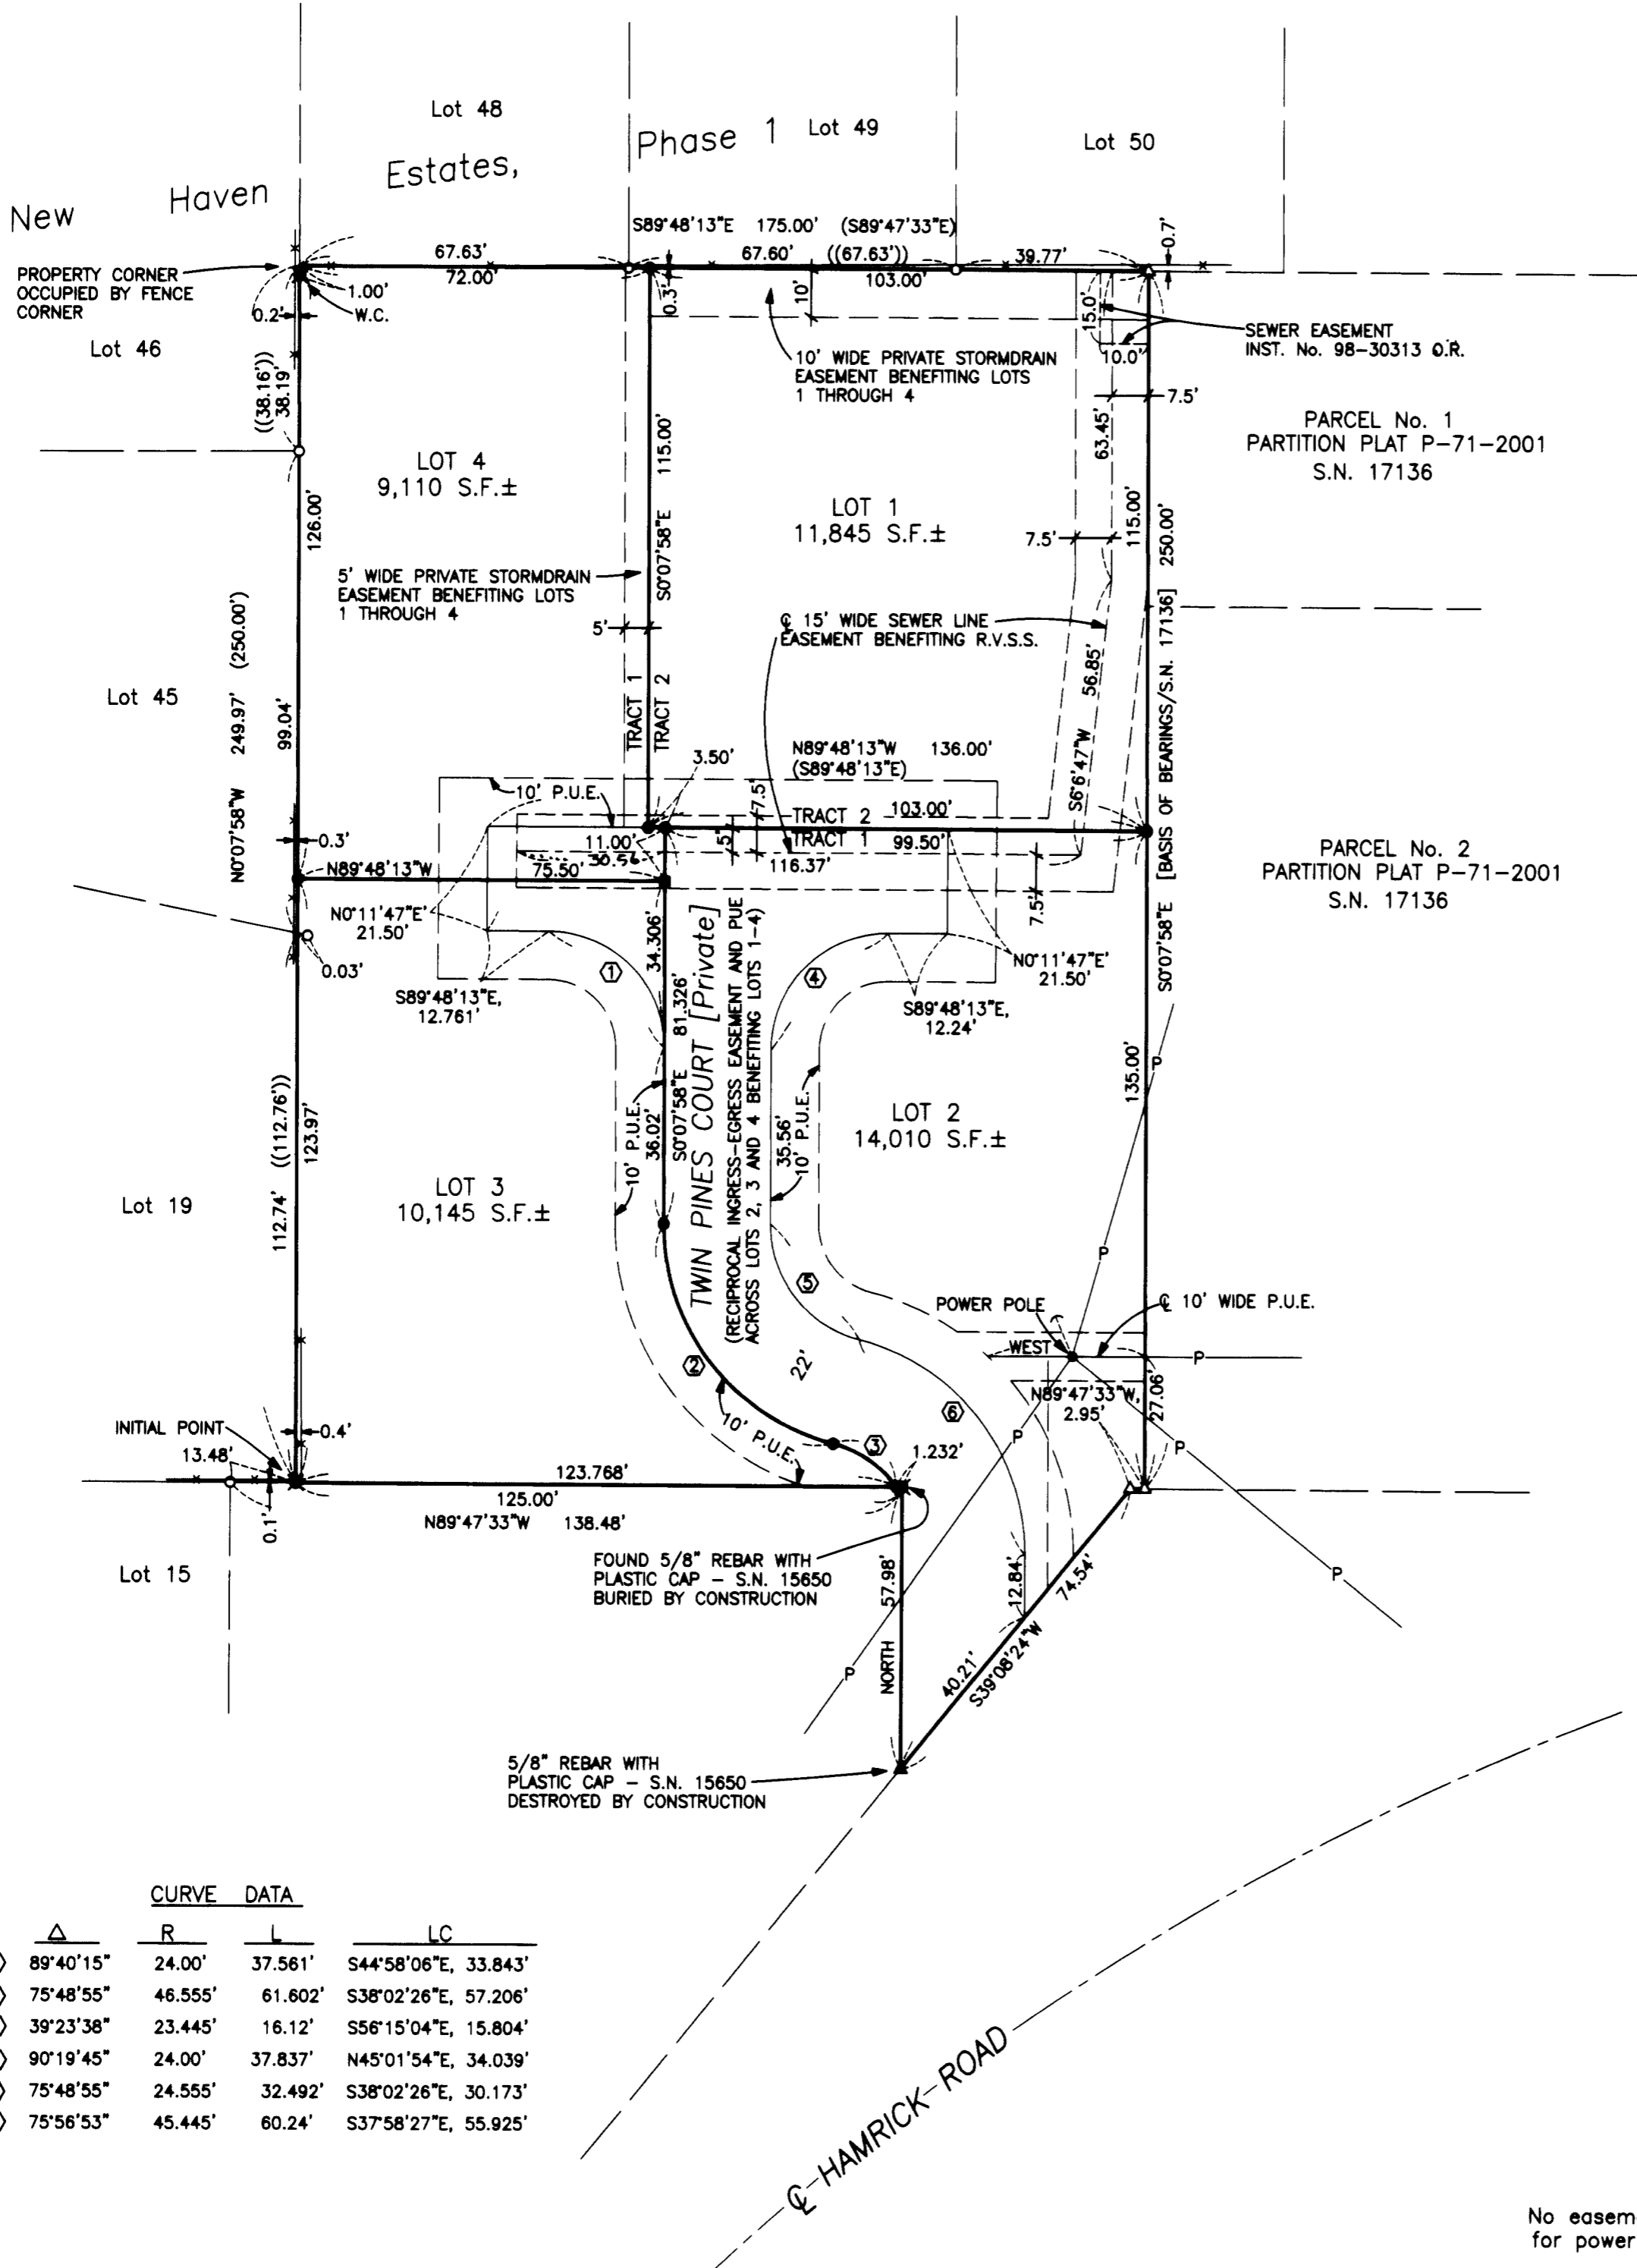 Lot 48
Phase 1
Lot 49
Lot 50
Estates,
Haven
New
S89°48'13"E 175.00' (S89°47'33"E)
67.63'
72.00'
67.60' ((67.63'))
103.00'
39.77'
0.7'
PROPERTY CORNER
OCCUPIED BY FENCE
CORNER
1.00'
W.C.
0.2'
0.3'
10'
15.0'
10.0'
SEWER EASEMENT
INST. No. 98-30313 O.R.
Lot 46
((38.16'))
38.19'
10' WIDE PRIVATE STORMDRAIN
EASEMENT BENEFITING LOTS
1 THROUGH 4
7.5'
63.45'
PARCEL No. 1
PARTITION PLAT P-71-2001
S.N. 17136
LOT 4
9,110 S.F.±
S0°07'58"E 115.00'
LOT 1
11,845 S.F.±
7.5'
115.00'
126.00'
5' WIDE PRIVATE STORMDRAIN
EASEMENT BENEFITING LOTS
1 THROUGH 4
5'
℄ 15' WIDE SEWER LINE
EASEMENT BENEFITING R.V.S.S.
S6°6'47"W 56.85'
S0°07'58"E [BASIS OF BEARINGS/S.N. 17136] 250.00'
Lot 45
N0°07'58"W 249.97' (250.00')
99.04'
TRACT 1
TRACT 2
3.50'
N89°48'13"W 136.00'
(S89°48'13"E)
10' P.U.E.
7.5'
TRACT 2 103.00'
TRACT 1 99.50'
11.00'
30.56
5'
116.37'
0.3'
N89°48'13"W 75.50'
7.5'
PARCEL No. 2
PARTITION PLAT P-71-2001
S.N. 17136
N0°11'47"E
21.50'
0.03'
S89°48'13"E,
12.761'
1
34.306'
4
N0°11'47"E
21.50'
S89°48'13"E,
12.24'
TWIN PINES COURT [Private]
(RECIPROCAL INGRESS-EGRESS EASEMENT AND PUE
ACROSS LOTS 2, 3 AND 4 BENEFITING LOTS 1-4)
10' P.U.E.
36.02'
S0°07'58"E 81.326'
35.56'
10' P.U.E.
LOT 2
14,010 S.F.±
135.00'
P
112.74' ((112.76'))
123.97'
Lot 19
LOT 3
10,145 S.F.±
P
5
POWER POLE
℄ 10' WIDE P.U.E.
WEST
P
22'
2
N89°47'33"W,
2.95'
27.06'
INITIAL POINT
13.48'
0.4'
10' P.U.E.
3
6
1.232'
P
P
123.768'
125.00'
N89°47'33"W 138.48'
0.1'
Lot 15
FOUND 5/8" REBAR WITH
PLASTIC CAP - S.N. 15650
BURIED BY CONSTRUCTION
NORTH 57.98'
12.84'
74.54'
P
40.21'
S39°08'24"W
P
5/8" REBAR WITH
PLASTIC CAP - S.N. 15650
DESTROYED BY CONSTRUCTION
CURVE DATA
△ R L LC
89°40'15" 24.00' 37.561' S44°58'06"E, 33.843'
75°48'55" 46.555' 61.602' S38°02'26"E, 57.206'
39°23'38" 23.445' 16.12' S56°15'04"E, 15.804'
90°19'45" 24.00' 37.837' N45°01'54"E, 34.039'
75°48'55" 24.555' 32.492' S38°02'26"E, 30.173'
75°56'53" 45.445' 60.24' S37°58'27"E, 55.925'
℄ HAMRICK ROAD
No easem
for power